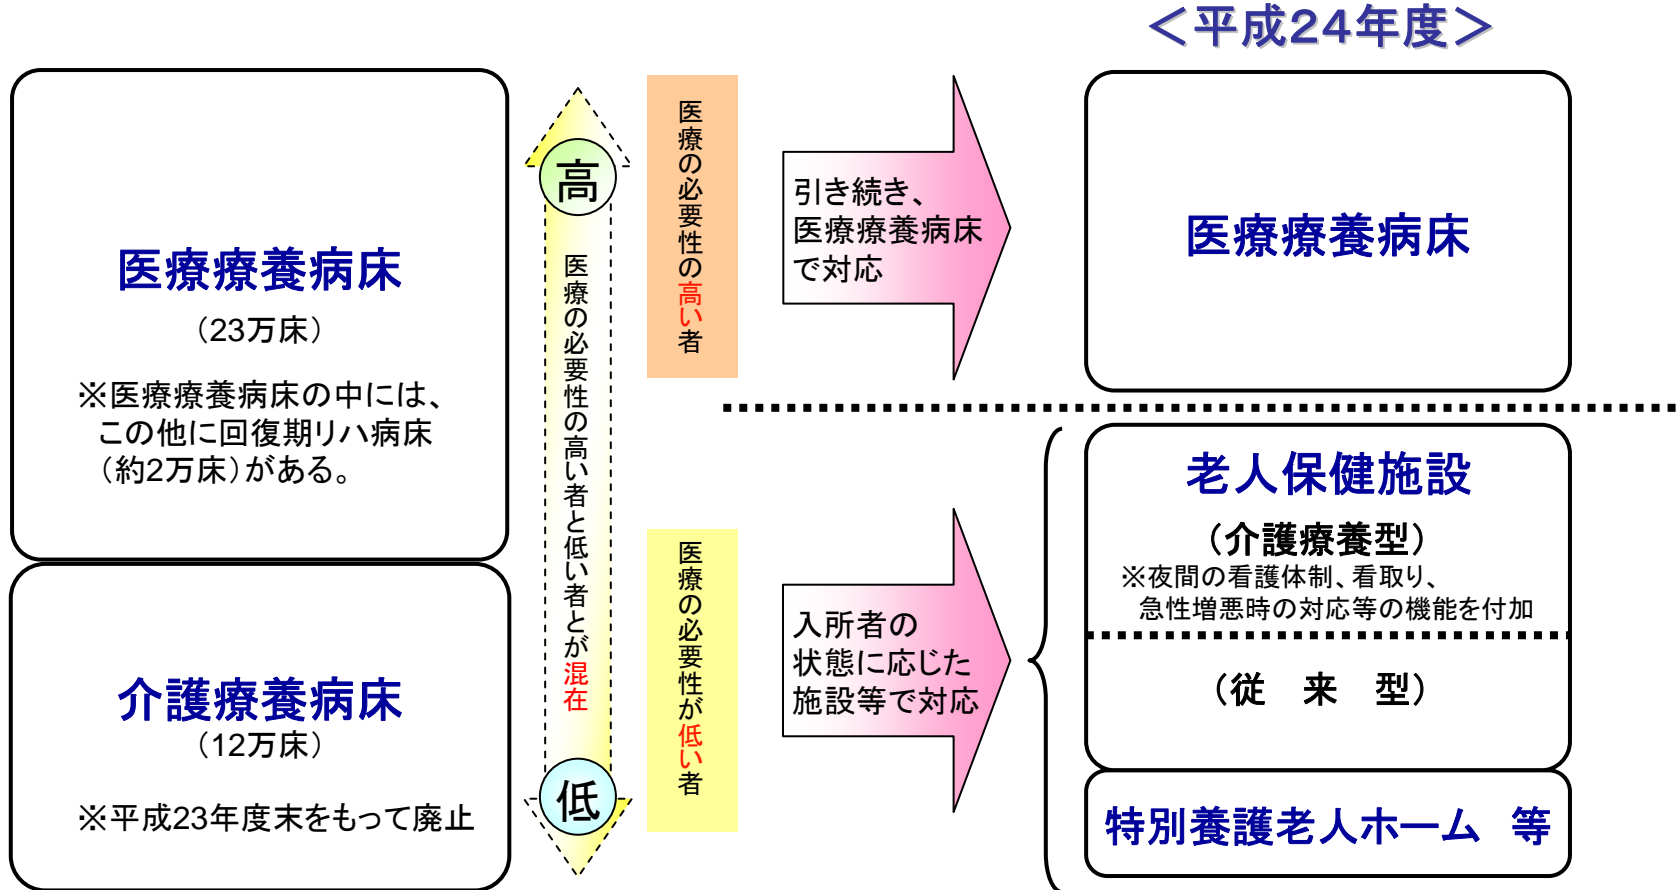 ＜平成24年度＞
医療療養病床
（23万床）
※医療療養病床の中には、
この他に回復期リハ病床
（約2万床）がある。
介護療養病床
（12万床）
※平成23年度末をもって廃止
高
医療の必要性の高い者と低い者とが混在
低
医療の必要性の高い者
引き続き、
医療療養病床
で対応
医療療養病床
医療の必要性が低い者
入所者の
状態に応じた
施設等で対応
老人保健施設
（介護療養型）
※夜間の看護体制、看取り、
急性増悪時の対応等の機能を付加
（従　来　型）
特別養護老人ホーム　等